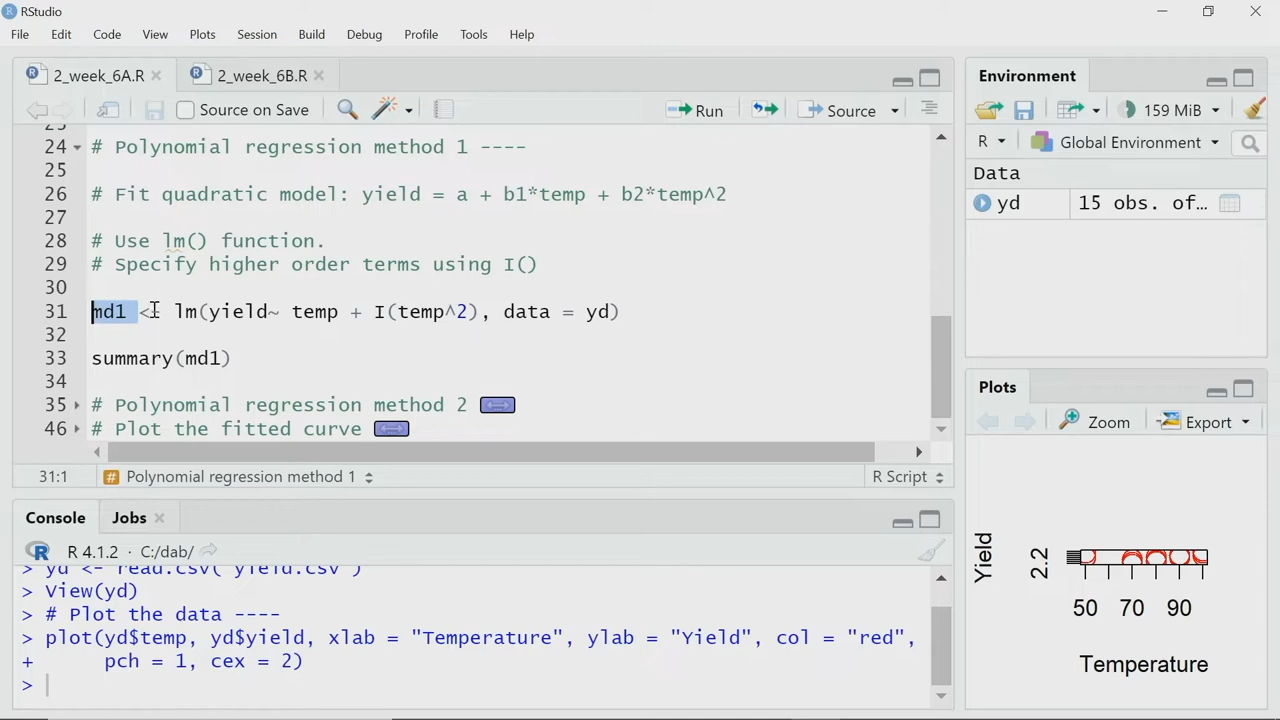 RStudio
File Edit Code View Plots Session Build Debug Profile Tools Help
2_week_6A.R 2_week_6B.R
Source on Save Run Source
24 # Polynomial regression method 1 ----
25
26 # Fit quadratic model: yield = a + b1*temp + b2*temp^2
27
28 # Use lm() function.
29 # Specify higher order terms using I()
30
31 md1 <- lm(yield~ temp + I(temp^2), data = yd)
32
33 summary(md1)
34
35 # Polynomial regression method 2
46 # Plot the fitted curve
31:1 # Polynomial regression method 1 R Script
Console Jobs
R R 4.1.2 · C:/dab/
> yd <- read.csv("yield.csv")
> View(yd)
> # Plot the data ----
> plot(yd$temp, yd$yield, xlab = "Temperature", ylab = "Yield", col = "red",
+ pch = 1, cex = 2)
>
Environment
159 MiB
R Global Environment
Data
yd 15 obs. of…
Plots
Zoom Export
Yield
2.2
50 70 90
Temperature